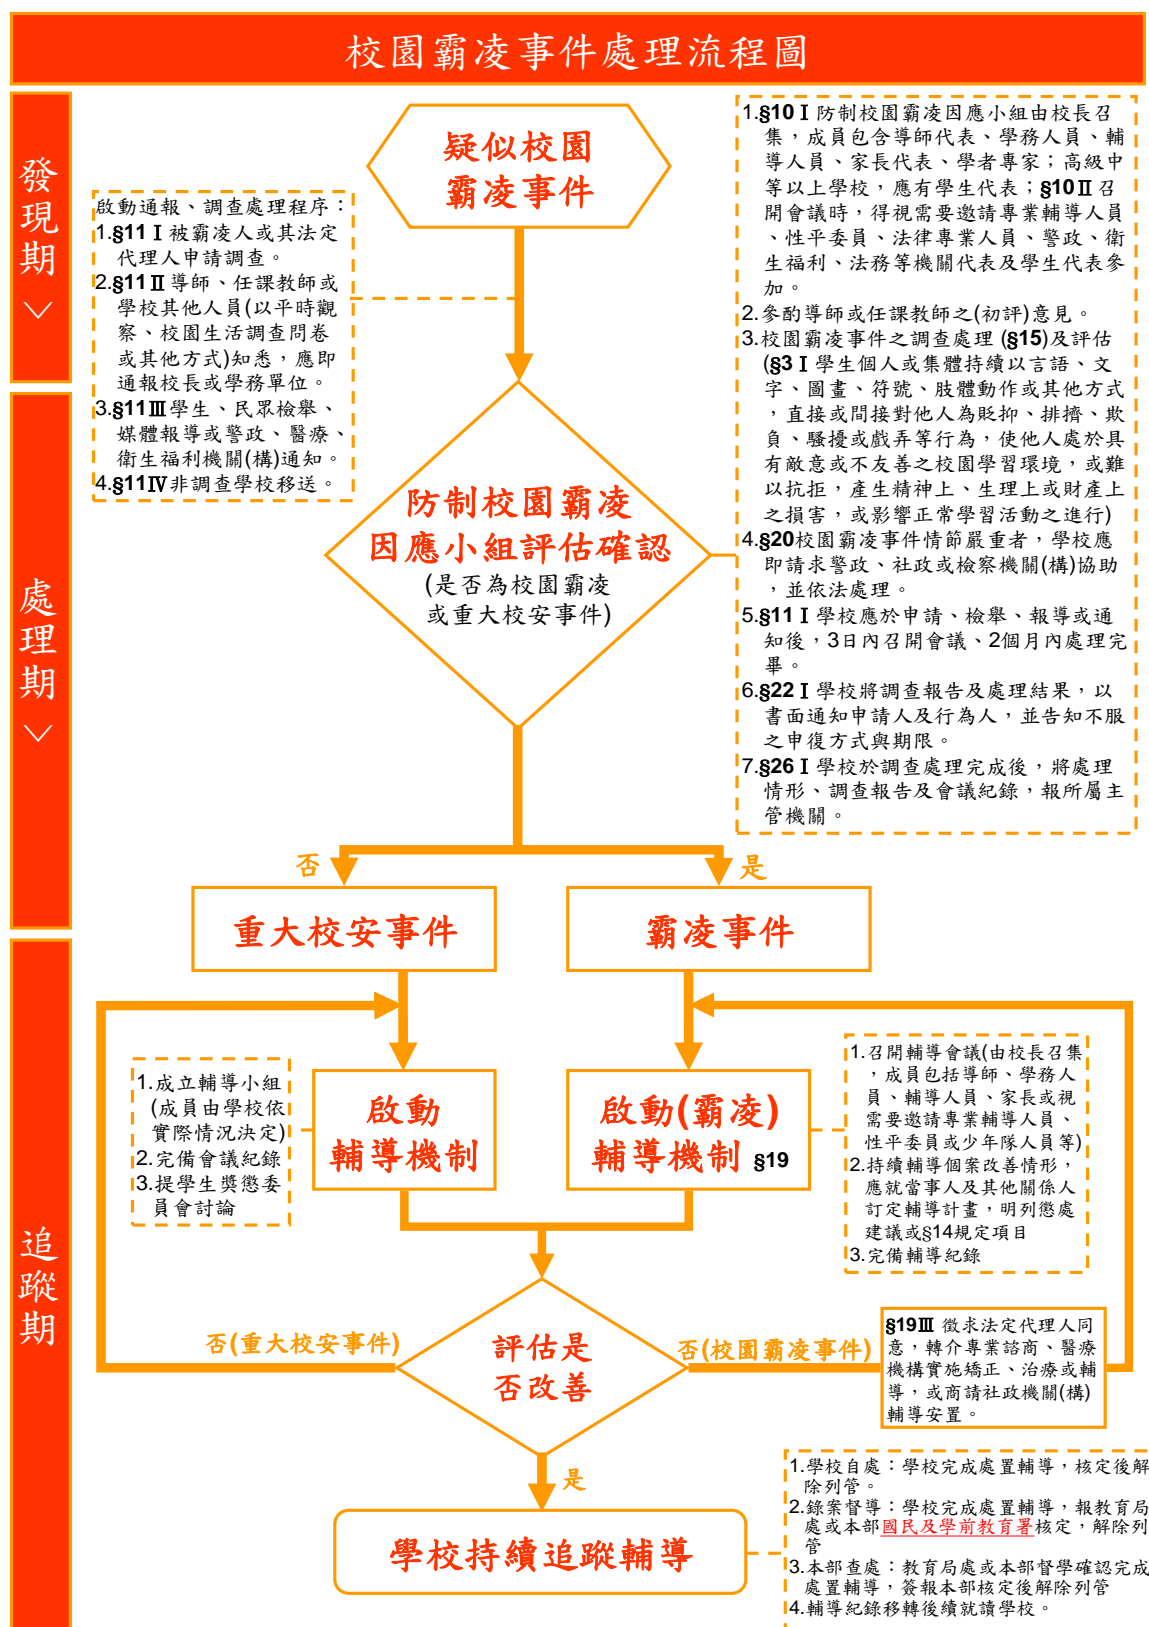 校園霸凌事件處理流程圖
發現期
疑似校園
霸凌事件
啟動通報、調查處理程序：
1.§11Ⅰ被霸凌人或其法定
代理人申請調查。
2.§11Ⅱ導師、任課教師或
學校其他人員(以平時觀
察、校園生活調查問卷
或其他方式)知悉，應即
通報校長或學務單位。
3.§11Ⅲ學生、民眾檢舉、
媒體報導或警政、醫療、
衛生福利機關(構)通知。
4.§11Ⅳ非調查學校移送。
1.§10Ⅰ防制校園霸凌因應小組由校長召
集，成員包含導師代表、學務人員、輔
導人員、家長代表、學者專家；高級中
等以上學校，應有學生代表；§10Ⅱ召
開會議時，得視需要邀請專業輔導人員
、性平委員、法律專業人員、警政、衛
生福利、法務等機關代表及學生代表參
加。
2.參酌導師或任課教師之(初評)意見。
3.校園霸凌事件之調查處理 (§15)及評估
(§3Ⅰ學生個人或集體持續以言語、文
字、圖畫、符號、肢體動作或其他方式
，直接或間接對他人為貶抑、排擠、欺
負、騷擾或戲弄等行為，使他人處於具
有敵意或不友善之校園學習環境，或難
以抗拒，產生精神上、生理上或財產上
之損害，或影響正常學習活動之進行)
4.§20校園霸凌事件情節嚴重者，學校應
即請求警政、社政或檢察機關(構)協助
，並依法處理。
5.§11Ⅰ學校應於申請、檢舉、報導或通
知後，3日內召開會議、2個月內處理完
畢。
6.§22Ⅰ學校將調查報告及處理結果，以
書面通知申請人及行為人，並告知不服
之申復方式與期限。
7.§26Ⅰ學校於調查處理完成後，將處理
情形、調查報告及會議紀錄，報所屬主
管機關。
處理期
防制校園霸凌
因應小組評估確認
(是否為校園霸凌
或重大校安事件)
否
是
重大校安事件
霸凌事件
追蹤期
1.成立輔導小組
(成員由學校依
實際情況決定)
2.完備會議紀錄
3.提學生獎懲委
員會討論
啟動
輔導機制
啟動(霸凌)
輔導機制 §19
1.召開輔導會議(由校長召集
，成員包括導師、學務人
員、輔導人員、家長或視
需要邀請專業輔導人員、
性平委員或少年隊人員等)
2.持續輔導個案改善情形，
應就當事人及其他關係人
訂定輔導計畫，明列懲處
建議或§14規定項目
3.完備輔導紀錄
否(重大校安事件)
評估是
否改善
否(校園霸凌事件)
§19Ⅲ 徵求法定代理人同
意，轉介專業諮商、醫療
機構實施矯正、治療或輔
導，或商請社政機關(構)
輔導安置。
是
學校持續追蹤輔導
1.學校自處：學校完成處置輔導，核定後解
除列管。
2.錄案督導：學校完成處置輔導，報教育局
處或本部國民及學前教育署核定，解除列
管
3.本部查處：教育局處或本部督學確認完成
處置輔導，簽報本部核定後解除列管
4.輔導紀錄移轉後續就讀學校。